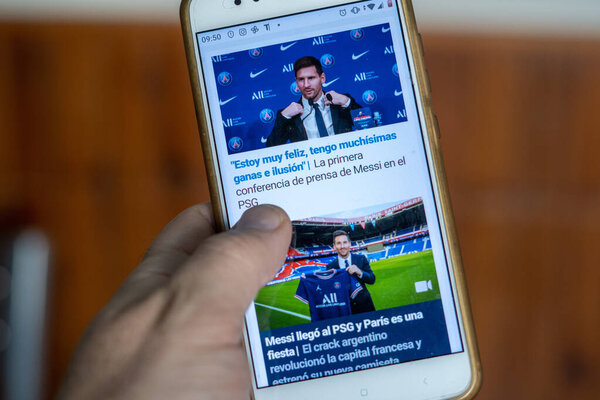 09:50
ALL
ALL
ALL
ALL
"Estoy muy feliz, tengo muchísimas
ganas e ilusión" | La primera
conferencia de prensa de Messi en el
PSG
ALL
Messi llegó al PSG y París es una
fiesta | El crack argentino
revolucionó la capital francesa y
estrenó su nueva camiseta